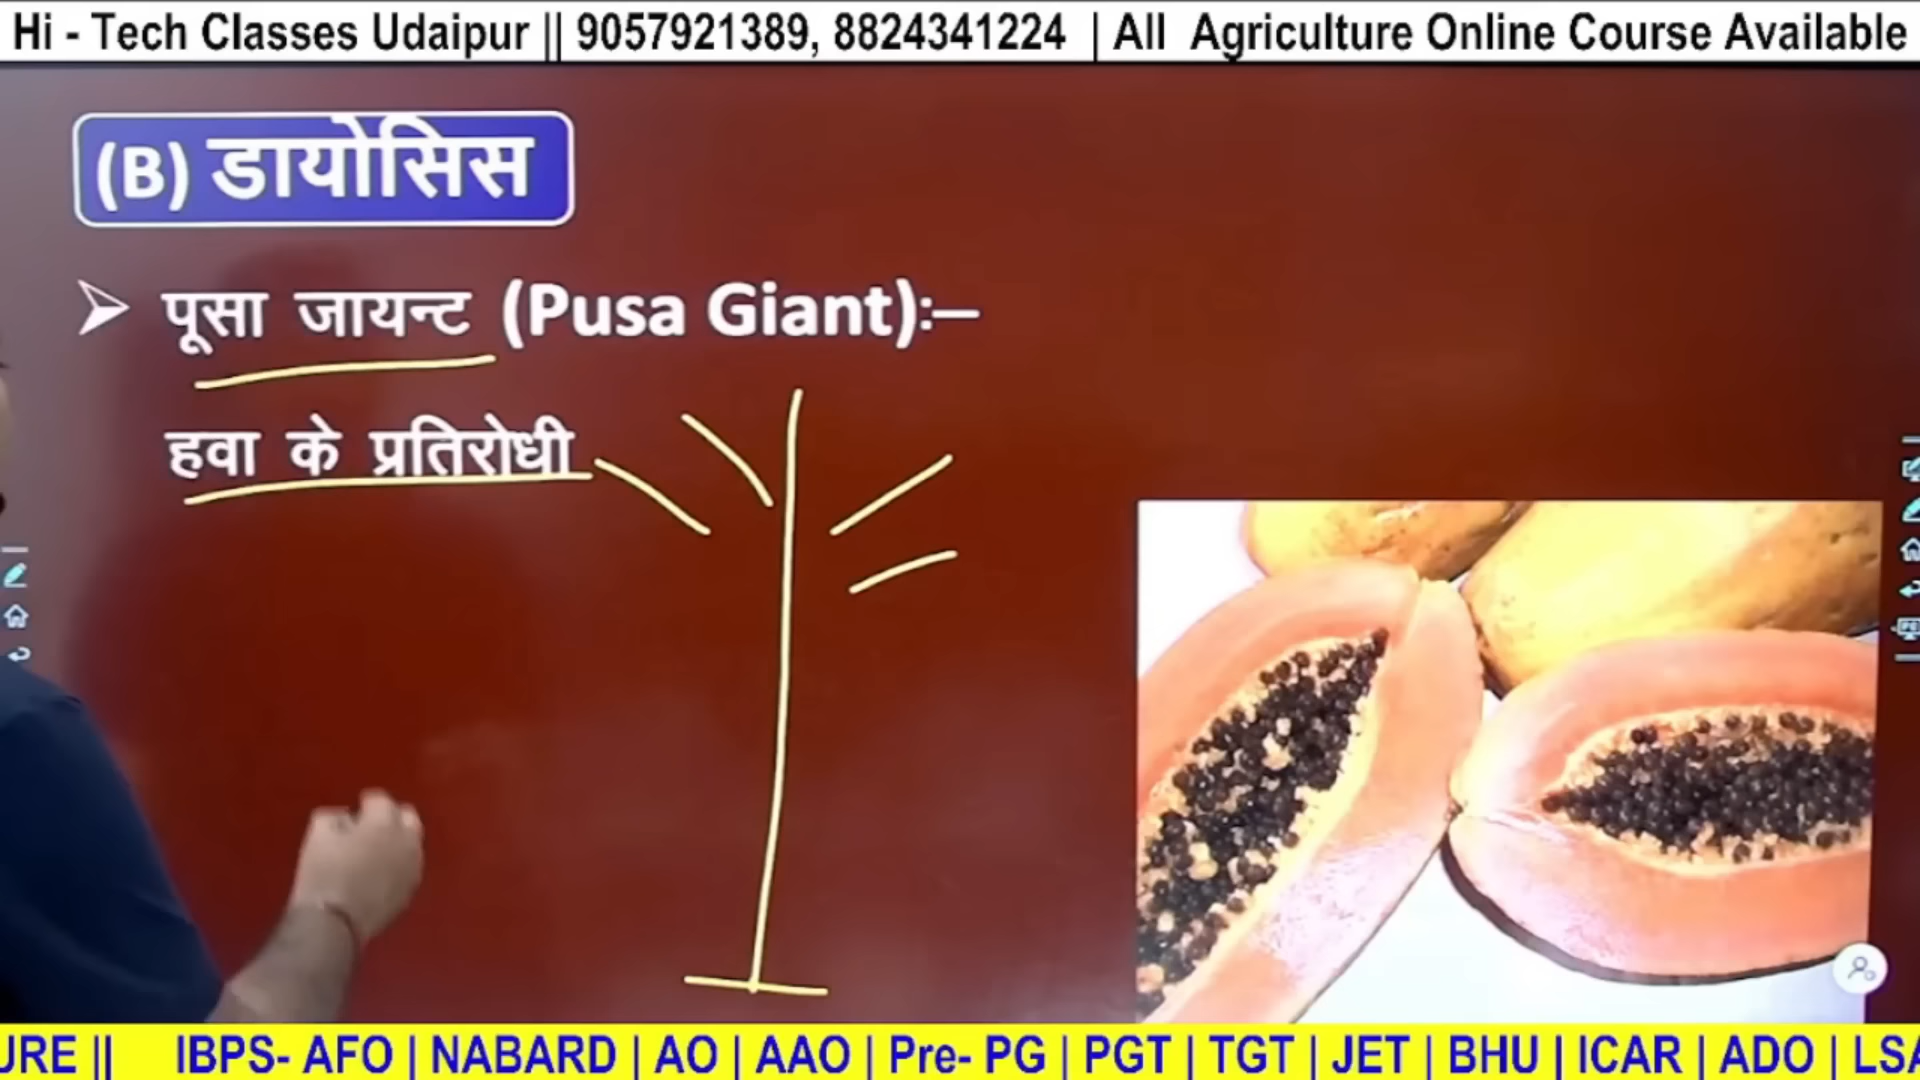 Hi - Tech Classes Udaipur || 9057921389, 8824341224 | All Agriculture Online Course Available
(B) डायोसिस
➢ पूसा जायन्ट (Pusa Giant):–
हवा के प्रतिरोधी
URE || IBPS- AFO | NABARD | AO | AAO | Pre- PG | PGT | TGT | JET | BHU | ICAR | ADO | LSA